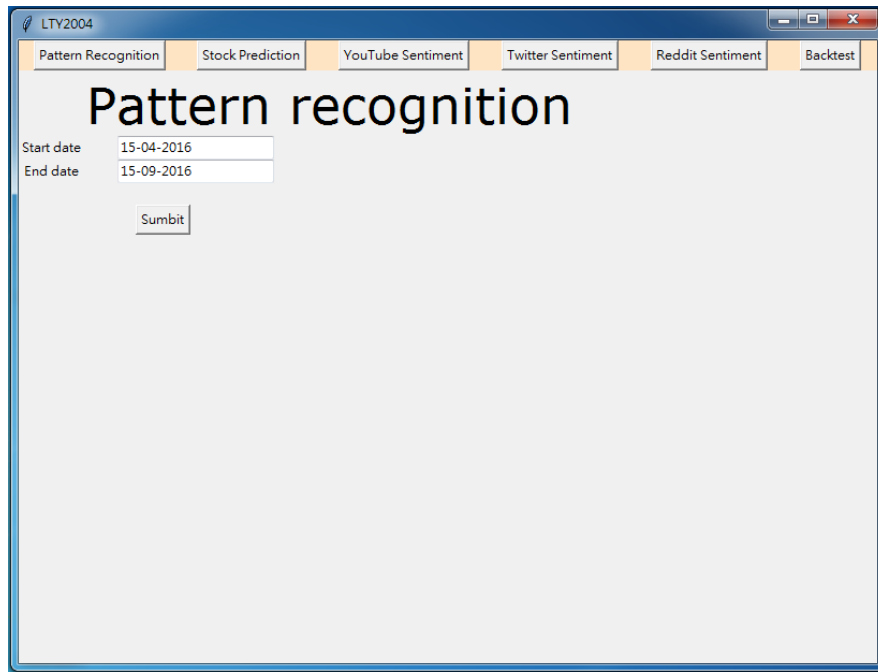 LTY2004
Pattern Recognition Stock Prediction YouTube Sentiment Twitter Sentiment Reddit Sentiment Backtest
Pattern recognition
Start date 15-04-2016
End date 15-09-2016
Sumbit